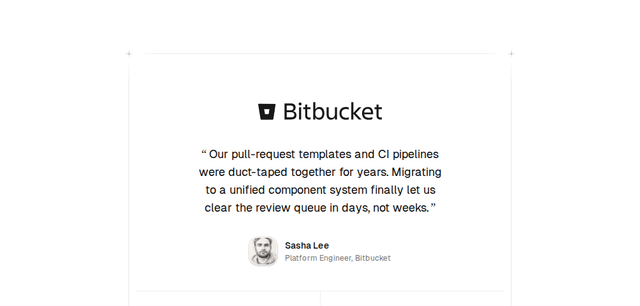 Bitbucket
“ Our pull-request templates and CI pipelines
were duct-taped together for years. Migrating
to a unified component system finally let us
clear the review queue in days, not weeks. ”
Sasha Lee
Platform Engineer, Bitbucket